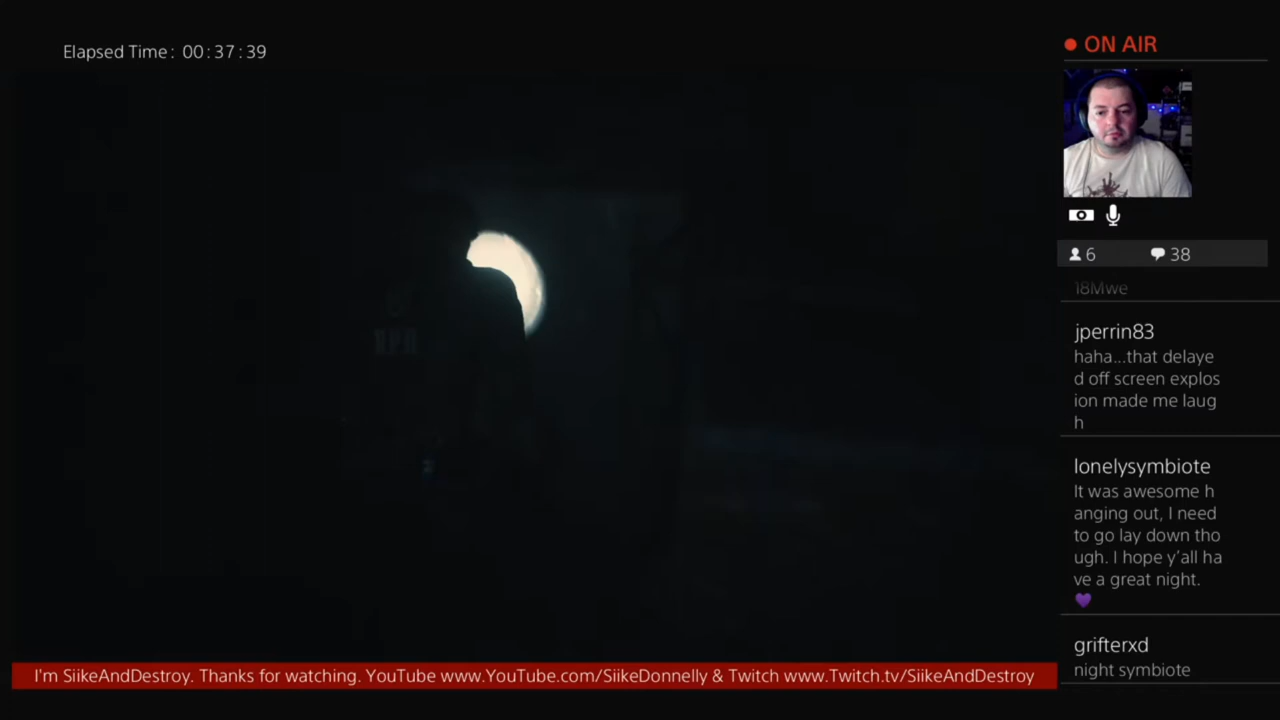 Elapsed Time: 00:37:39
ON AIR
6 38
18Mwe
jperrin83
haha...that delaye
d off screen explos
ion made me laug
h
lonelysymbiote
It was awesome h
anging out, I need
to go lay down tho
ugh. I hope y'all ha
ve a great night.
💜
grifterxd
night symbiote
I'm SiikeAndDestroy. Thanks for watching. YouTube www.YouTube.com/SiikeDonnelly & Twitch www.Twitch.tv/SiikeAndDestroy